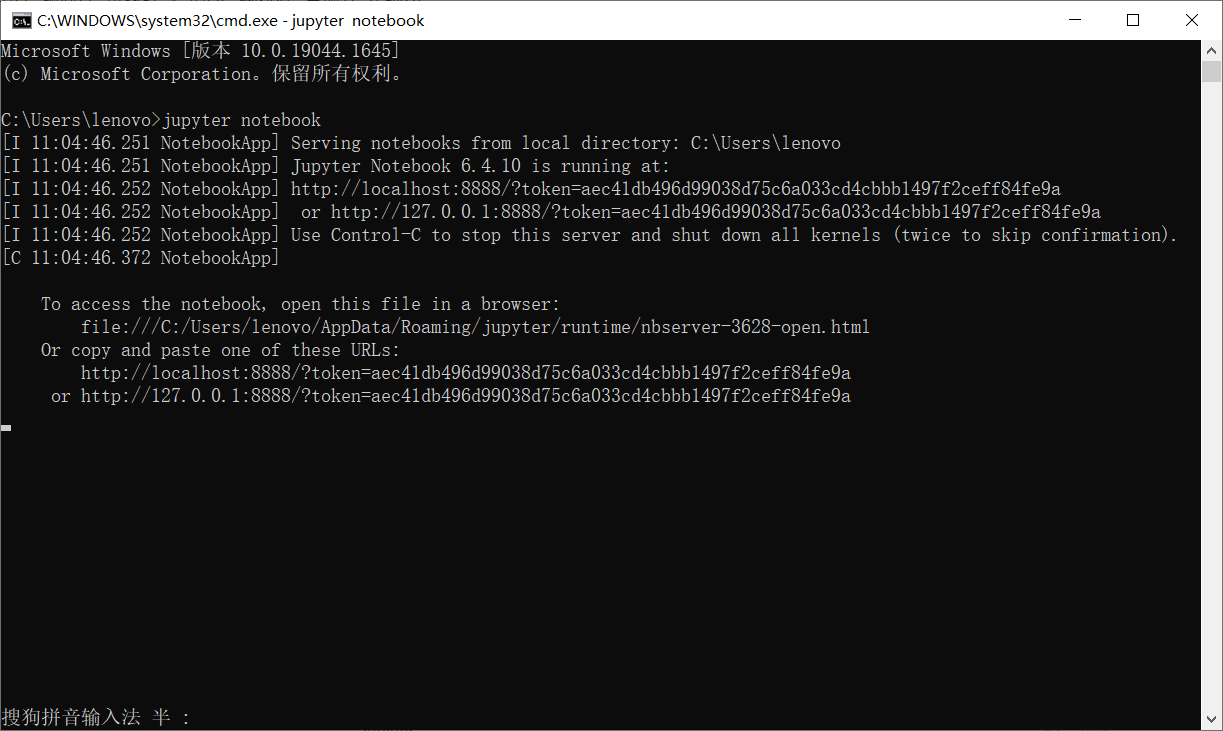 C:\WINDOWS\system32\cmd.exe - jupyter notebook
Microsoft Windows [版本 10.0.19044.1645]
(c) Microsoft Corporation。保留所有权利。
C:\Users\lenovo>jupyter notebook
[I 11:04:46.251 NotebookApp] Serving notebooks from local directory: C:\Users\lenovo
[I 11:04:46.251 NotebookApp] Jupyter Notebook 6.4.10 is running at:
[I 11:04:46.252 NotebookApp] http://localhost:8888/?token=aec41db496d99038d75c6a033cd4cbbb1497f2ceff84fe9a
[I 11:04:46.252 NotebookApp]  or http://127.0.0.1:8888/?token=aec41db496d99038d75c6a033cd4cbbb1497f2ceff84fe9a
[I 11:04:46.252 NotebookApp] Use Control-C to stop this server and shut down all kernels (twice to skip confirmation).
[C 11:04:46.372 NotebookApp]
To access the notebook, open this file in a browser:
file:///C:/Users/lenovo/AppData/Roaming/jupyter/runtime/nbserver-3628-open.html
Or copy and paste one of these URLs:
http://localhost:8888/?token=aec41db496d99038d75c6a033cd4cbbb1497f2ceff84fe9a
or http://127.0.0.1:8888/?token=aec41db496d99038d75c6a033cd4cbbb1497f2ceff84fe9a
搜狗拼音输入法 半 :